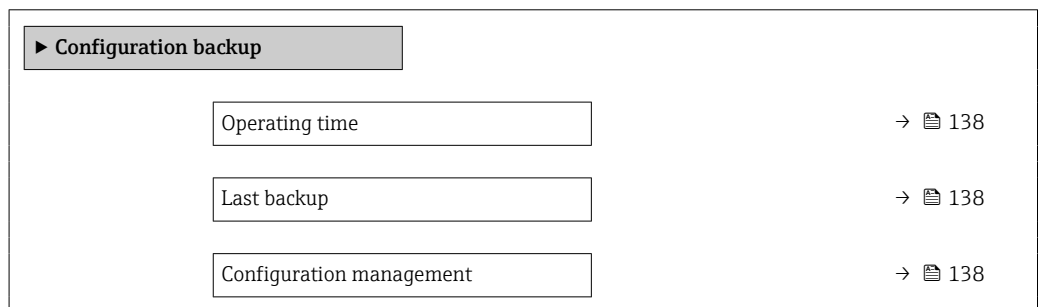 ► Configuration backup
Operating time → 138
Last backup → 138
Configuration management → 138